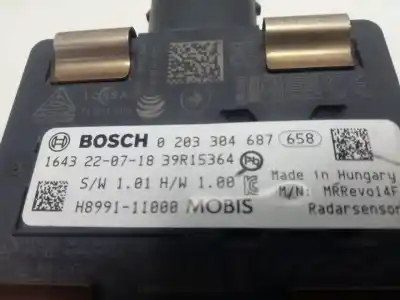 BOSCH 0 203 304 687 658
1643 22-07-18 39R15364 Pb
S/W 1.01 H/W 1.00
Made in Hungary
M/N: MRRevo14F
H8991-11000 MOBIS Radarsensor